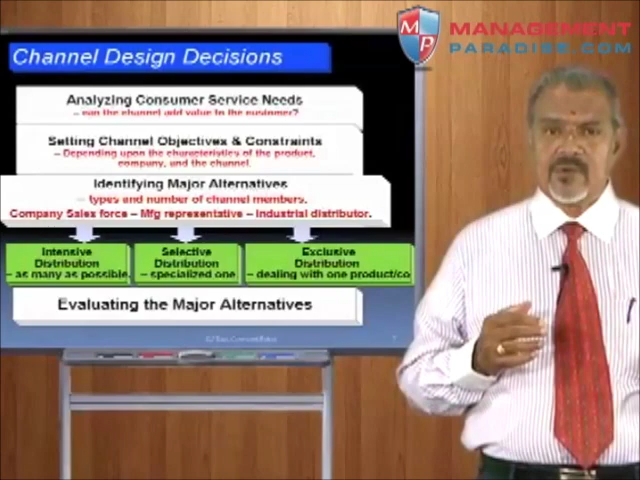 MP
MANAGEMENT
PARADISE.COM
Channel Design Decisions
Analyzing Consumer Service Needs
– can the channel add value to the customer?
Setting Channel Objectives & Constraints
– Depending upon the characteristics of the product,
company, and the channel.
Identifying Major Alternatives
– types and number of channel members.
Company Sales force – Mfg representative – Industrial distributor.
Intensive
Distribution
– as many as possible.
Selective
Distribution
– specialized one
Exclusive
Distribution
– dealing with one product/co
Evaluating the Major Alternatives